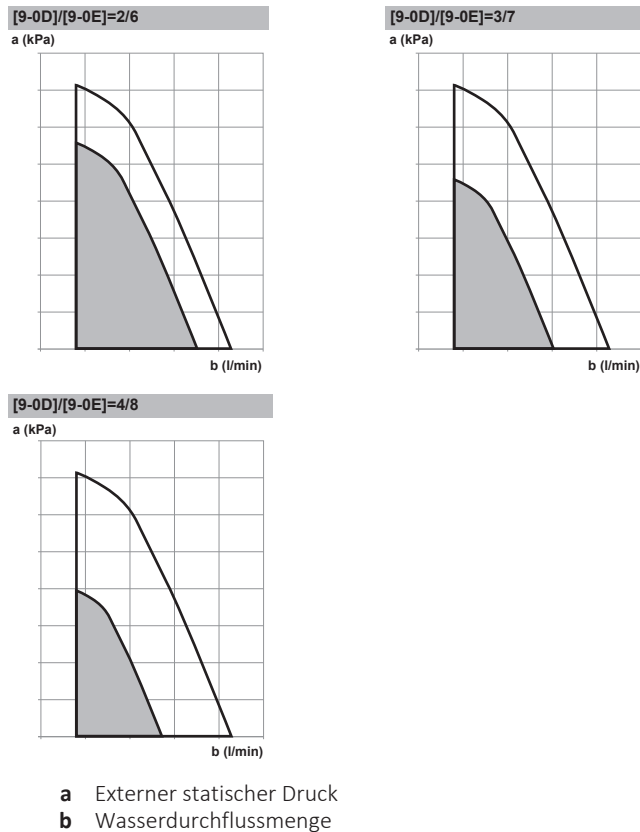 [9-0D]/[9-0E]=2/6
a (kPa)
b (l/min)
[9-0D]/[9-0E]=3/7
a (kPa)
b (l/min)
[9-0D]/[9-0E]=4/8
a (kPa)
b (l/min)
a Externer statischer Druck
b Wasserdurchflussmenge